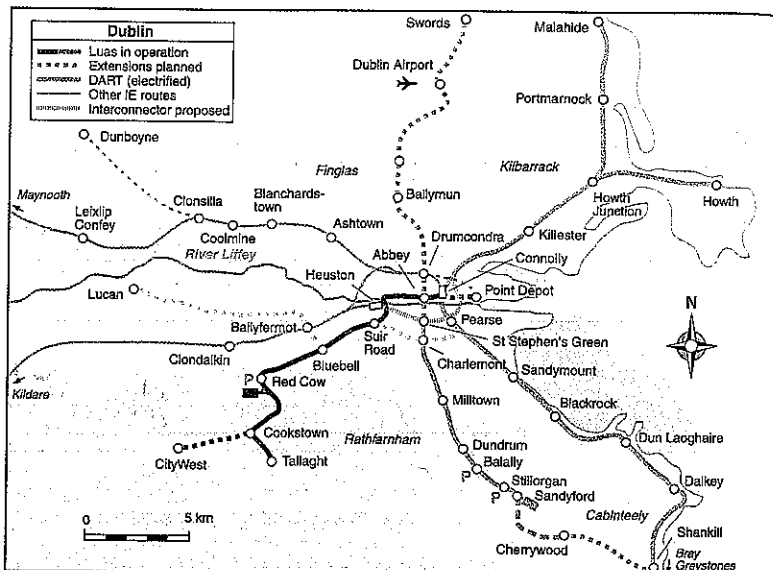 Dublin
Luas in operation
Extensions planned
DART (electrified)
Other IE routes
Interconnector proposed
Swords
Malahide
Dublin Airport
Portmarnock
Dunboyne
Finglas
Kilbarrack
Maynooth
Clonsilla
Blanchards-
town
Ballymun
Howth
Junction
Howth
Leixlip
Confey
Coolmine
Ashtown
Drumcondra
Killester
River Liffey
Abbey
Connolly
Heuston
Lucan
Point Depot
N
Ballyfermot
Suir
Road
Pearse
St Stephen's Green
Clondalkin
Bluebell
Charlemont
Sandymount
Kildare
P
Red Cow
Milltown
Blackrock
Cookstown
Rathfarnham
Dundrum
Dun Laoghaire
CityWest
Tallaght
Balally
P
Stillorgan
Dalkey
P
Sandyford
0
5 km
Cabinteely
Cherrywood
Shankill
Bray
Greystones